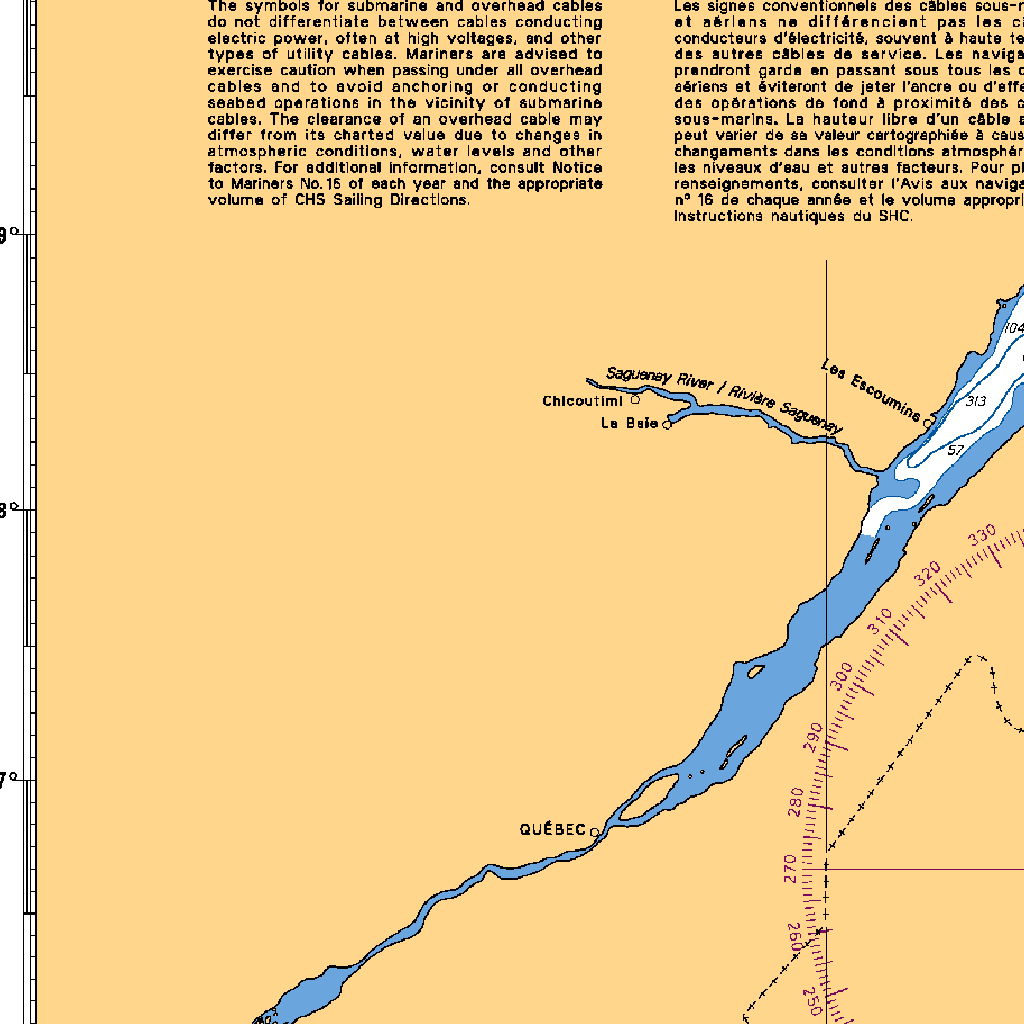 The symbols for submarine and overhead cables
do not differentiate between cables conducting
electric power, often at high voltages, and other
types of utility cables. Mariners are advised to
exercise caution when passing under all overhead
cables and to avoid anchoring or conducting
seabed operations in the vicinity of submarine
cables. The clearance of an overhead cable may
differ from its charted value due to changes in
atmospheric conditions, water levels and other
factors. For additional information, consult Notice
to Mariners No. 16 of each year and the appropriate
volume of CHS Sailing Directions.
Les signes conventionnels des câbles sous-
et aériens ne différencient pas les
conducteurs d'électricité, souvent à haute
des autres câbles de service. Les
prendront garde en passant sous tous les
aériens et éviteront de jeter l'ancre ou
des opérations de fond à proximité des
sous-marins. La hauteur libre d'un câble
peut varier de sa valeur cartographiée à
changements dans les conditions
les niveaux d'eau et autres facteurs. Pour
renseignements, consulter l'Avis aux
n° 16 de chaque année et le volume
Instructions nautiques du SHC.
9°
104
Les Escoumins
Saguenay River / Rivière Saguenay
Chicoutimi
313
La Baie
57
8°
330
320
310
300
290
7°
280
QUÉBEC
270
260
250